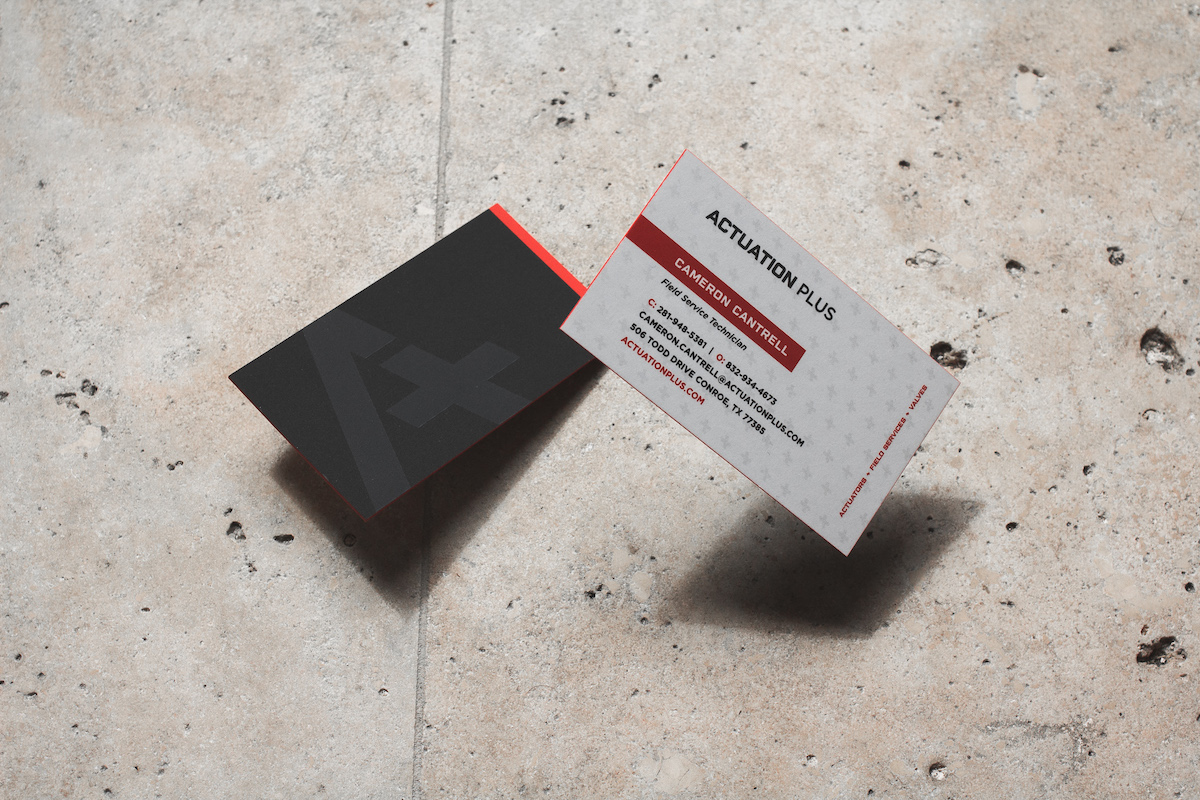 ACTUATION PLUS
CAMERON CANTRELL
Field Service Technician
C: 281-948-5381 | O: 832-934-4673
CAMERON.CANTRELL@ACTUATIONPLUS.COM
506 TODD DRIVE CONROE, TX 77385
ACTUATIONPLUS.COM
ACTUATORS + FIELD SERVICES + VALVES